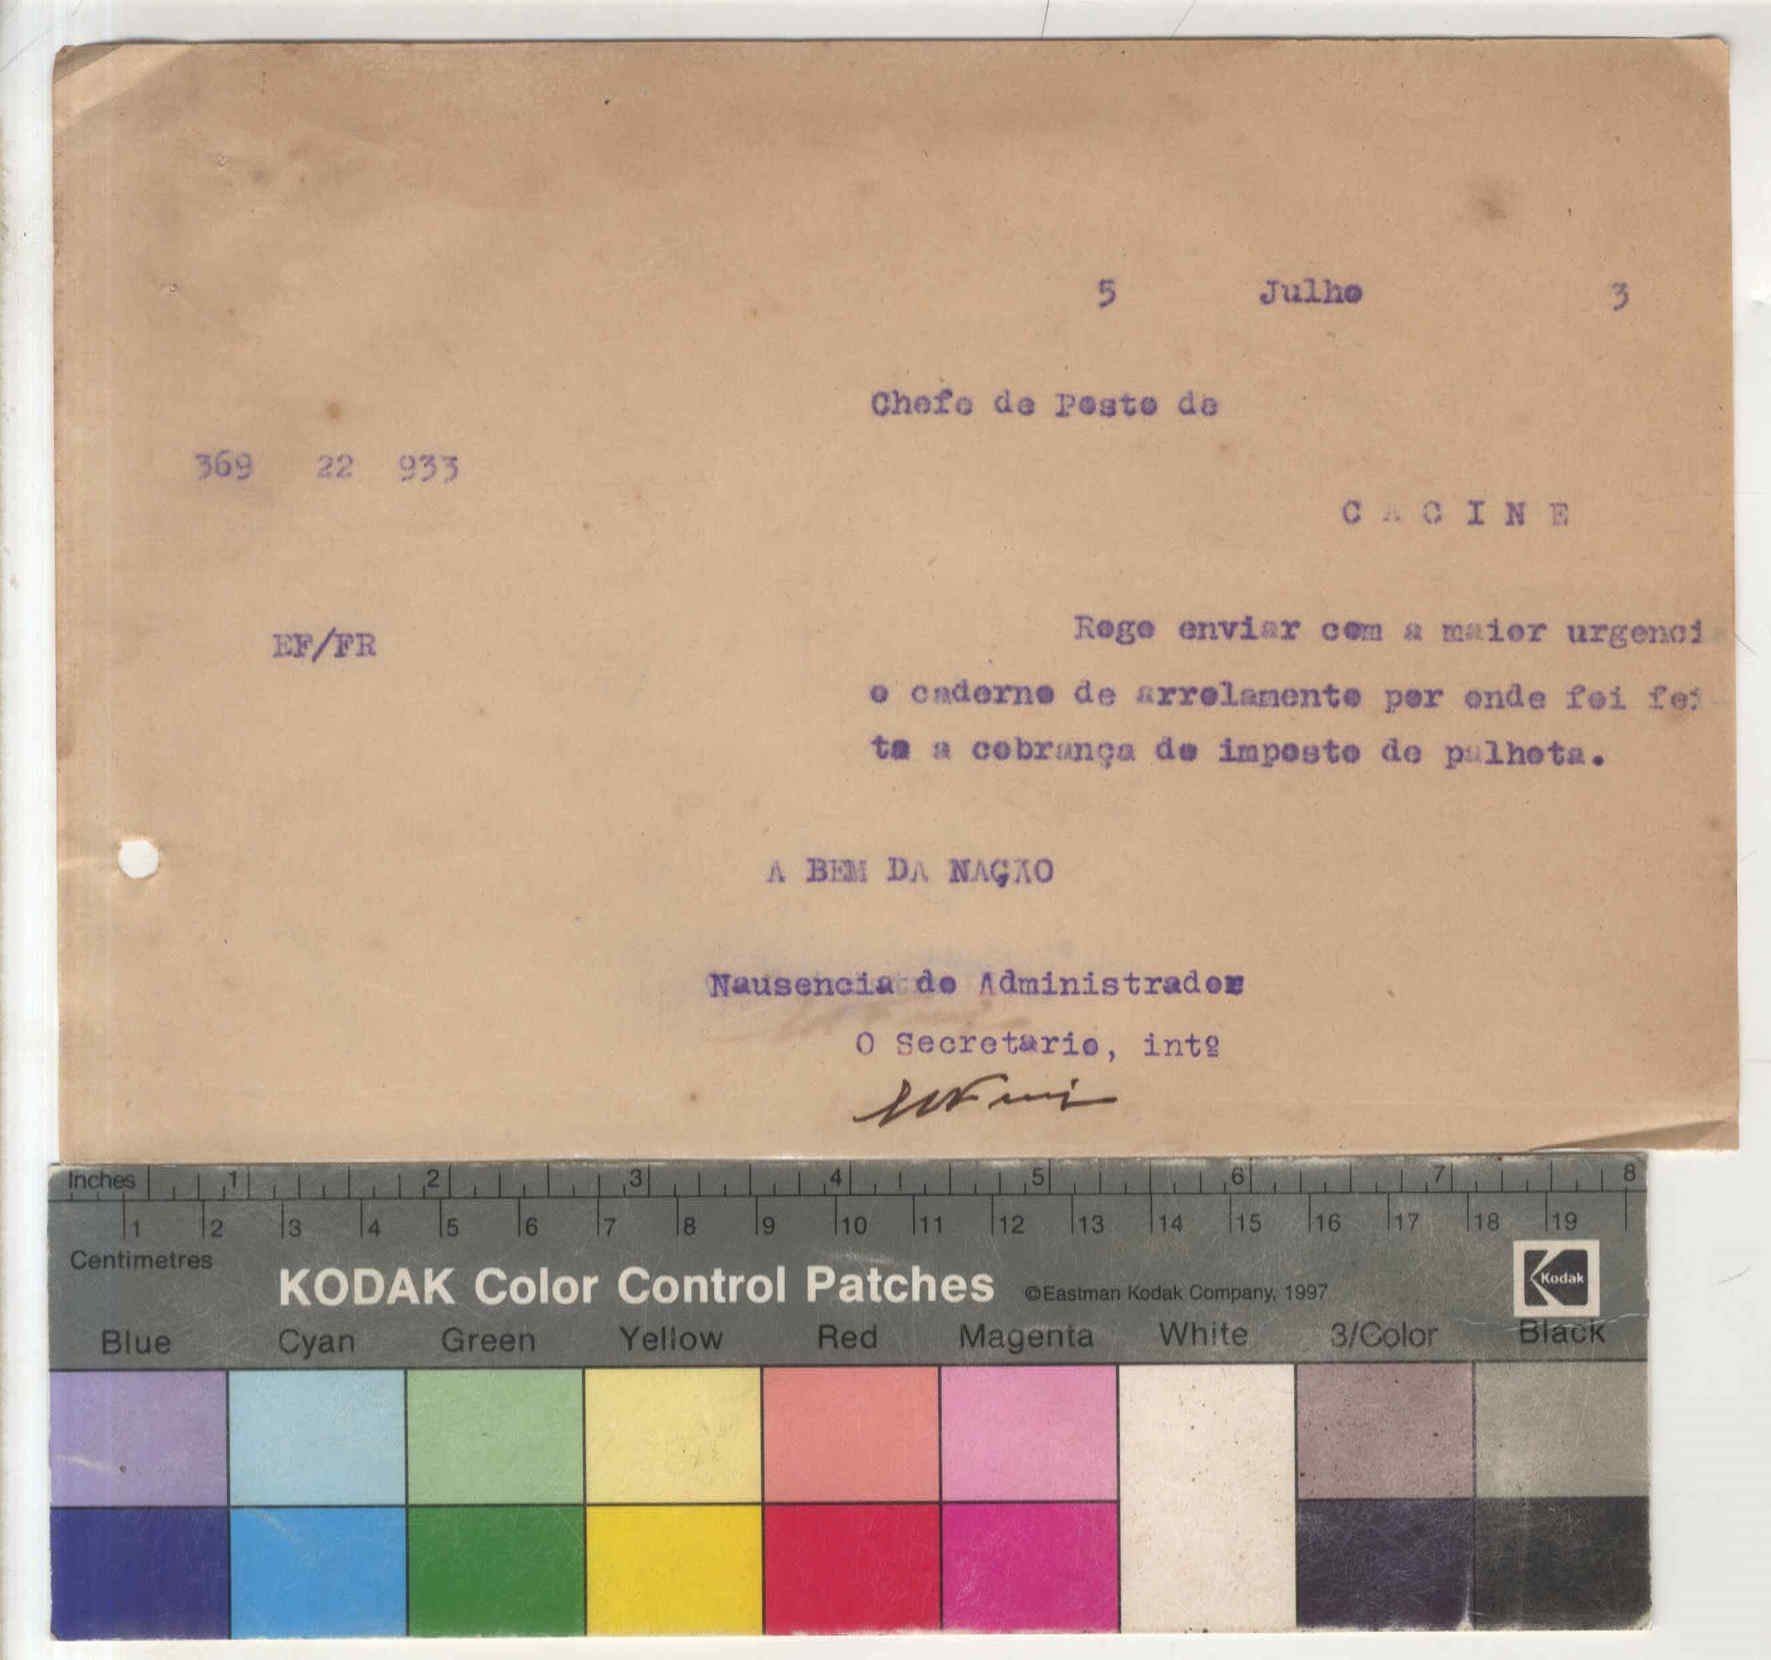 5 Julho 3
Chefe do Posto de
369 22 933
C A C I N E
EF/FR
Rogo enviar com a maior urgenci
o caderno de arrolamento por onde foi fei-
ta a cobrança do imposto de palhota.
A BEM DA NAÇÃO
Nausencia do Administrador
O Secretario, intº
Inches 1 2 3 4 5 6 7 8
1 2 3 4 5 6 7 8 9 10 11 12 13 14 15 16 17 18 19
Centimetres
KODAK Color Control Patches ©Eastman Kodak Company, 1997 Kodak
Blue Cyan Green Yellow Red Magenta White 3/Color Black